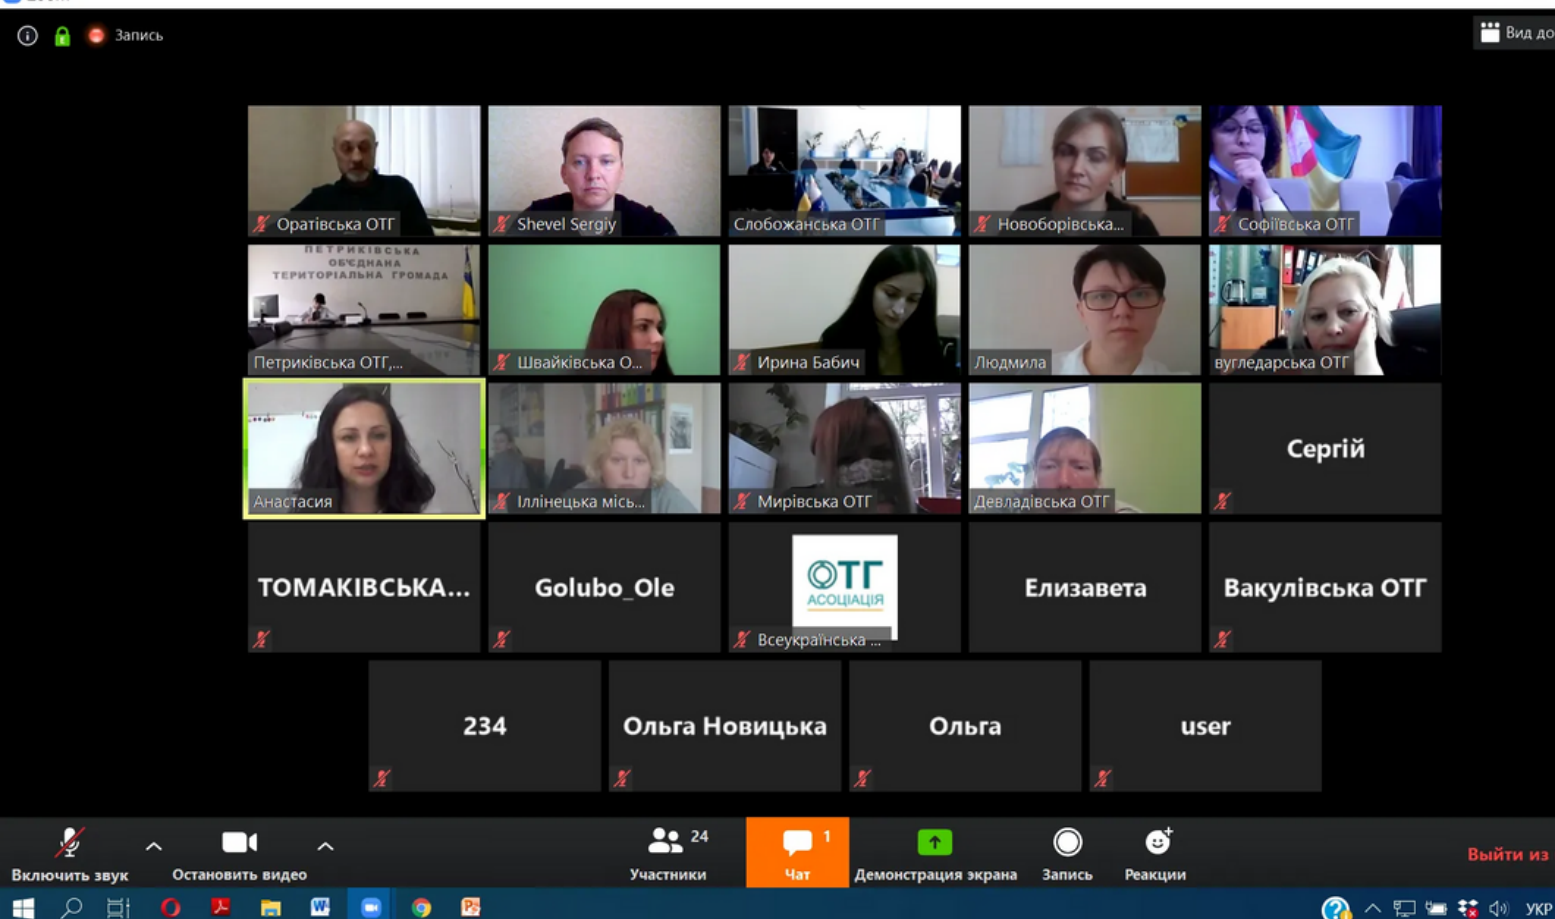 Запись
Вид до
Оратівська ОТГ
Shevel Sergiy
Слобожанська ОТГ
Новоборівська...
Софіївська ОТГ
ПЕТРИКІВСЬКА
ОБ'ЄДНАНА
ТЕРИТОРІАЛЬНА ГРОМАДА
Петриківська ОТГ,...
Швайківська О...
Ирина Бабич
Людмила
вугледарська ОТГ
Анастасия
Іллінецька місь...
Мирівська ОТГ
Девладівська ОТГ
Сергій
ТОМАКІВСЬКА...
Golubo_Ole
ОТГ
АСОЦІАЦІЯ
Всеукраїнська ...
Елизавета
Вакулівська ОТГ
234
Ольга Новицька
Ольга
user
Включить звук
Остановить видео
24
Участники
1
Чат
Демонстрация экрана
Запись
Реакции
Выйти из
УКР